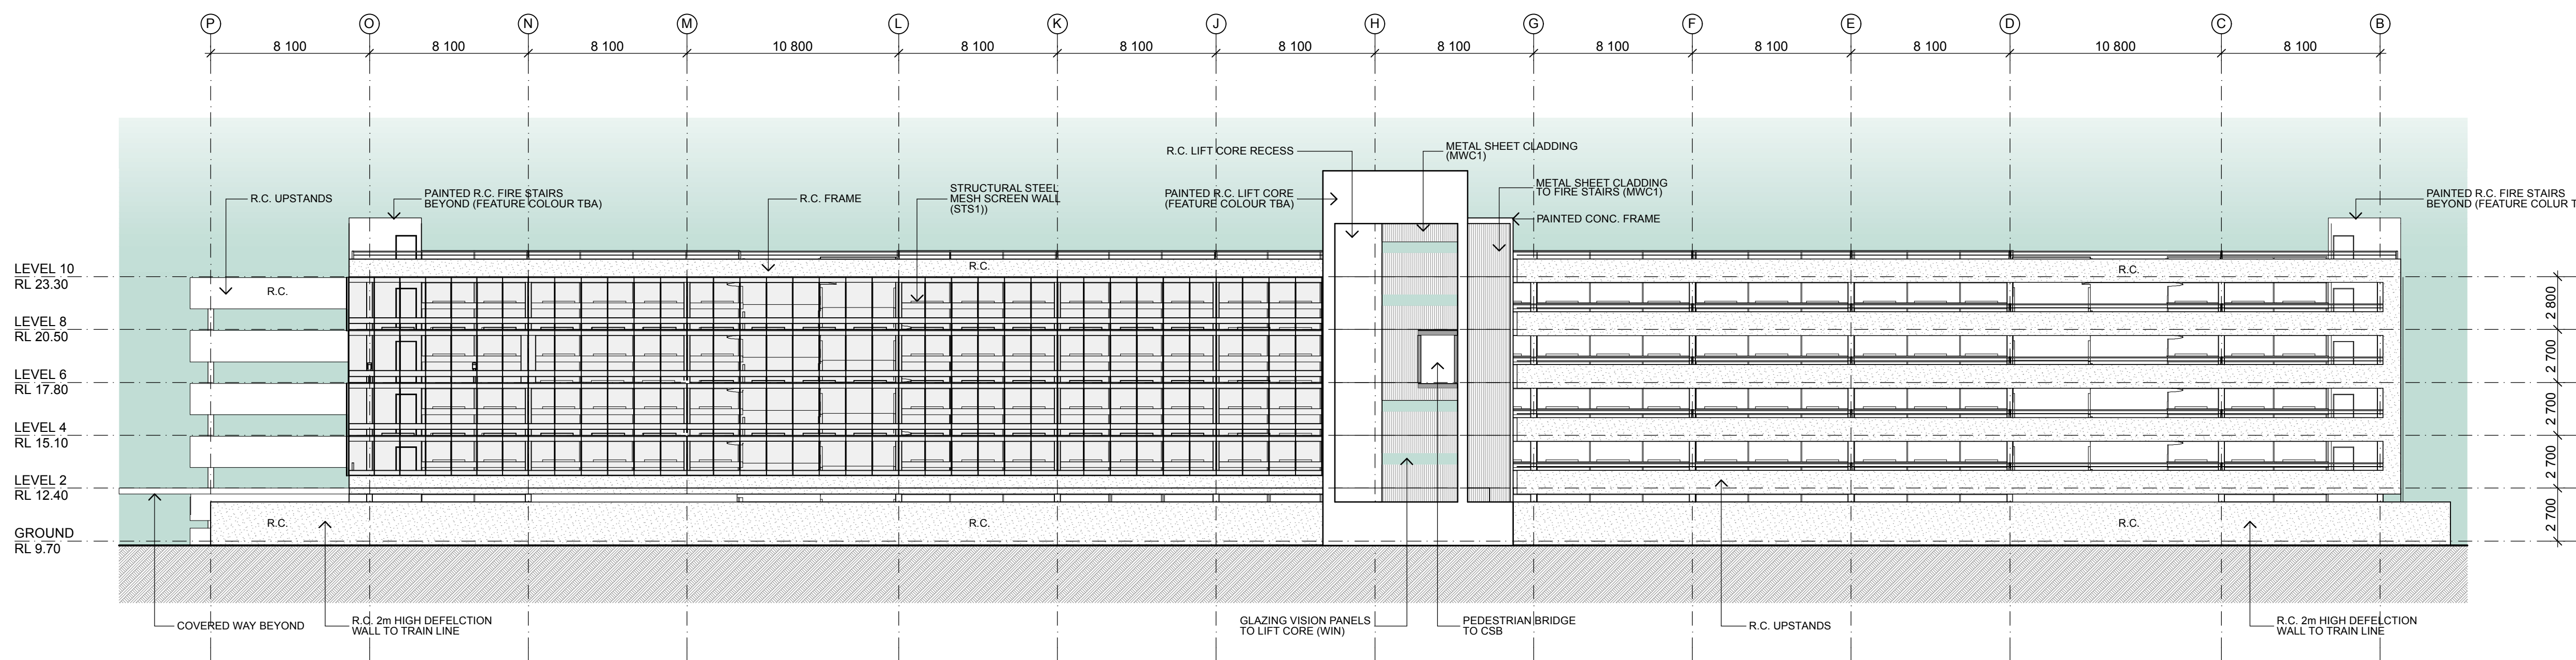 P O N M L K J H G F E D C B
8 100 8 100 8 100 10 800 8 100 8 100 8 100 8 100 8 100 8 100 8 100 10 800 8 100
R.C. LIFT CORE RECESS
METAL SHEET CLADDING
(MWC1)
R.C. UPSTANDS
PAINTED R.C. FIRE STAIRS
BEYOND (FEATURE COLOUR TBA)
R.C. FRAME
STRUCTURAL STEEL
MESH SCREEN WALL
(STS1))
PAINTED R.C. LIFT CORE
(FEATURE COLOUR TBA)
METAL SHEET CLADDING
TO FIRE STAIRS (MWC1)
PAINTED CONC. FRAME
PAINTED R.C. FIRE STAIRS
BEYOND (FEATURE COLUR T
LEVEL 10
RL 23.30
R.C.
R.C.
R.C.
2 800
LEVEL 8
RL 20.50
2 700
LEVEL 6
RL 17.80
2 700
LEVEL 4
RL 15.10
2 700
LEVEL 2
RL 12.40
2 700
GROUND
RL 9.70
R.C.
R.C.
R.C.
COVERED WAY BEYOND
R.C. 2m HIGH DEFELCTION
WALL TO TRAIN LINE
GLAZING VISION PANELS
TO LIFT CORE (WIN)
PEDESTRIAN BRIDGE
TO CSB
R.C. UPSTANDS
R.C. 2m HIGH DEFELCTION
WALL TO TRAIN LINE